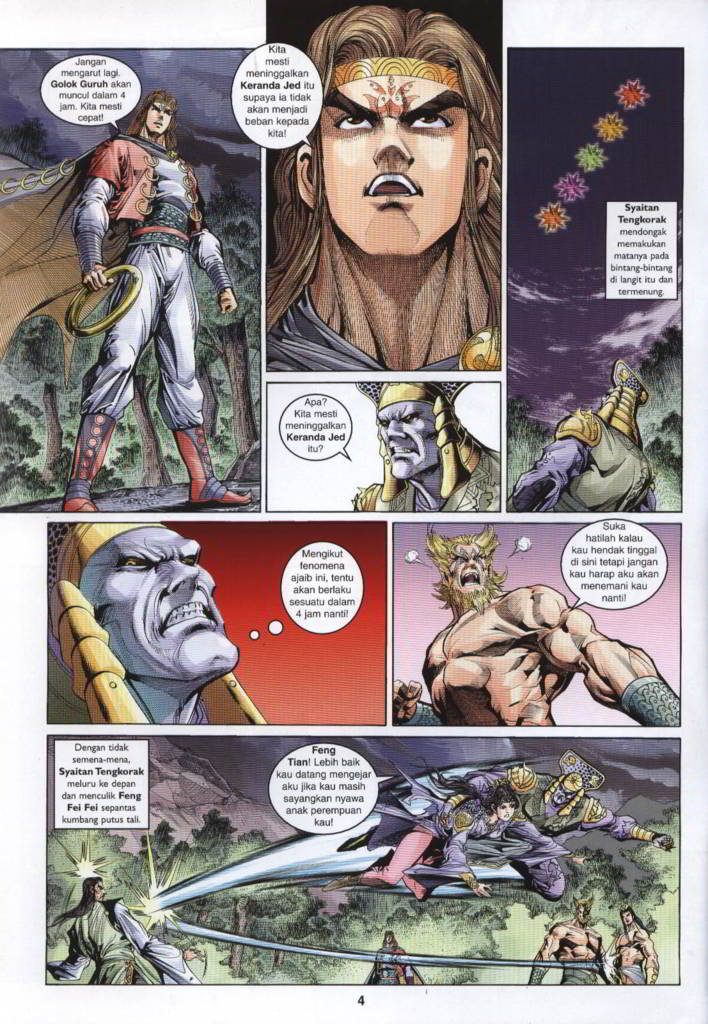 Jangan
mengarut lagi.
Golok Guruh akan
muncul dalam 4
jam. Kita mesti
cepat!
Kita
mesti
meninggalkan
Keranda Jed itu
supaya ia tidak
akan menjadi
beban kepada
kita!
Apa?
Kita mesti
meninggalkan
Keranda Jed
itu?
Syaitan
Tengkorak
mendongak
memakukan
matanya pada
bintang-bintang
di langit itu dan
termenung.
Mengikut
fenomena
ajaib ini, tentu
akan berlaku
sesuatu dalam
4 jam nanti!
Suka
hatilah kalau
kau hendak tinggal
di sini tetapi jangan
kau harap aku akan
menemani kau
nanti!
Dengan tidak
semena-mena,
Syaitan Tengkorak
meluru ke depan
dan menculik Feng
Fei Fei sepantas
kumbang putus tali.
Feng
Tian! Lebih baik
kau datang mengejar
aku jika kau masih
sayangkan nyawa
anak perempuan
kau!
4